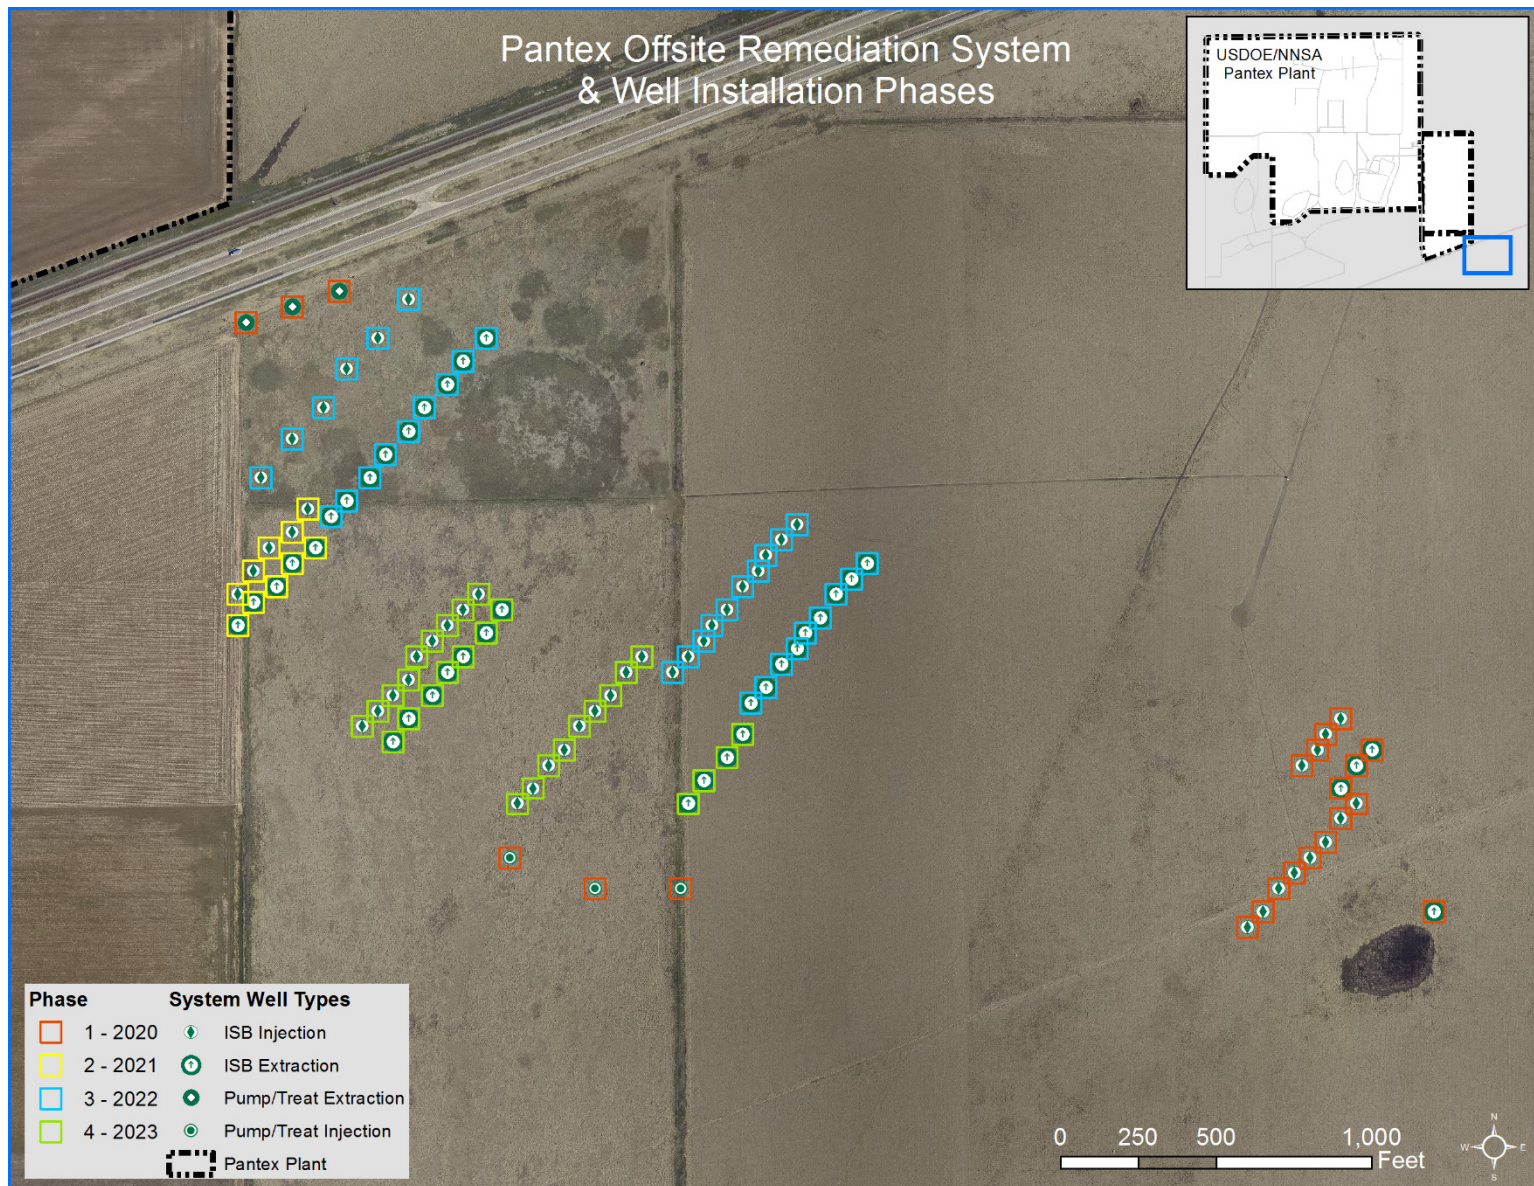 Pantex Offsite Remediation System
& Well Installation Phases
USDOE/NNSA
Pantex Plant
Phase System Well Types
1 - 2020 ISB Injection
2 - 2021 ISB Extraction
3 - 2022 Pump/Treat Extraction
4 - 2023 Pump/Treat Injection
Pantex Plant
0 250 500 1,000
Feet
N
W E
S